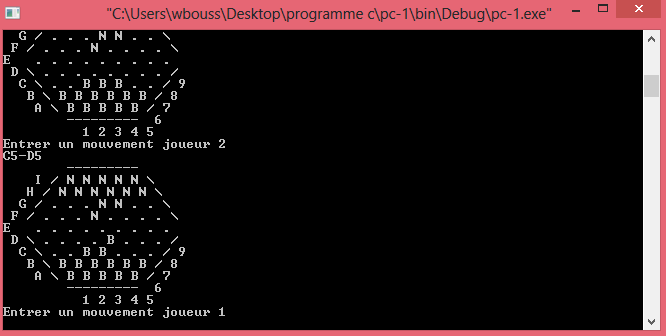 "C:\Users\wbouss\Desktop\programme c\pc-1\bin\Debug\pc-1.exe"
G / . . . N N . . \
F / . . . N . . . . \
E . . . . . . . . .
D \ . . . . . . . . /
C \ . . B B B . . / 9
B \ B B B B B B / 8
A \ B B B B B / 7
--------- 6
1 2 3 4 5
Entrer un mouvement joueur 2
C5-D5
---------
I / N N N N N \
H / N N N N N N \
G / . . . N N . . \
F / . . . N . . . . \
E . . . . . . . . .
D \ . . . . B . . . /
C \ . . B B . . . / 9
B \ B B B B B B / 8
A \ B B B B B / 7
--------- 6
1 2 3 4 5
Entrer un mouvement joueur 1